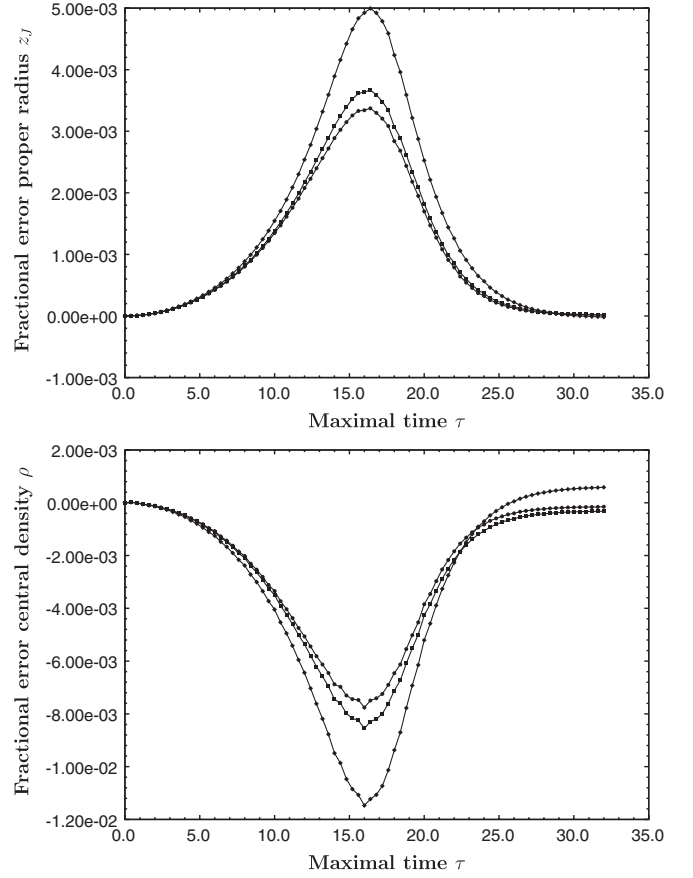 Fractional error proper radius z_J
5.00e-03
4.00e-03
3.00e-03
2.00e-03
1.00e-03
0.00e+00
-1.00e-03
0.0 5.0 10.0 15.0 20.0 25.0 30.0 35.0
Maximal time τ
Fractional error central density ρ
2.00e-03
0.00e+00
-2.00e-03
-4.00e-03
-6.00e-03
-8.00e-03
-1.00e-02
-1.20e-02
0.0 5.0 10.0 15.0 20.0 25.0 30.0 35.0
Maximal time τ